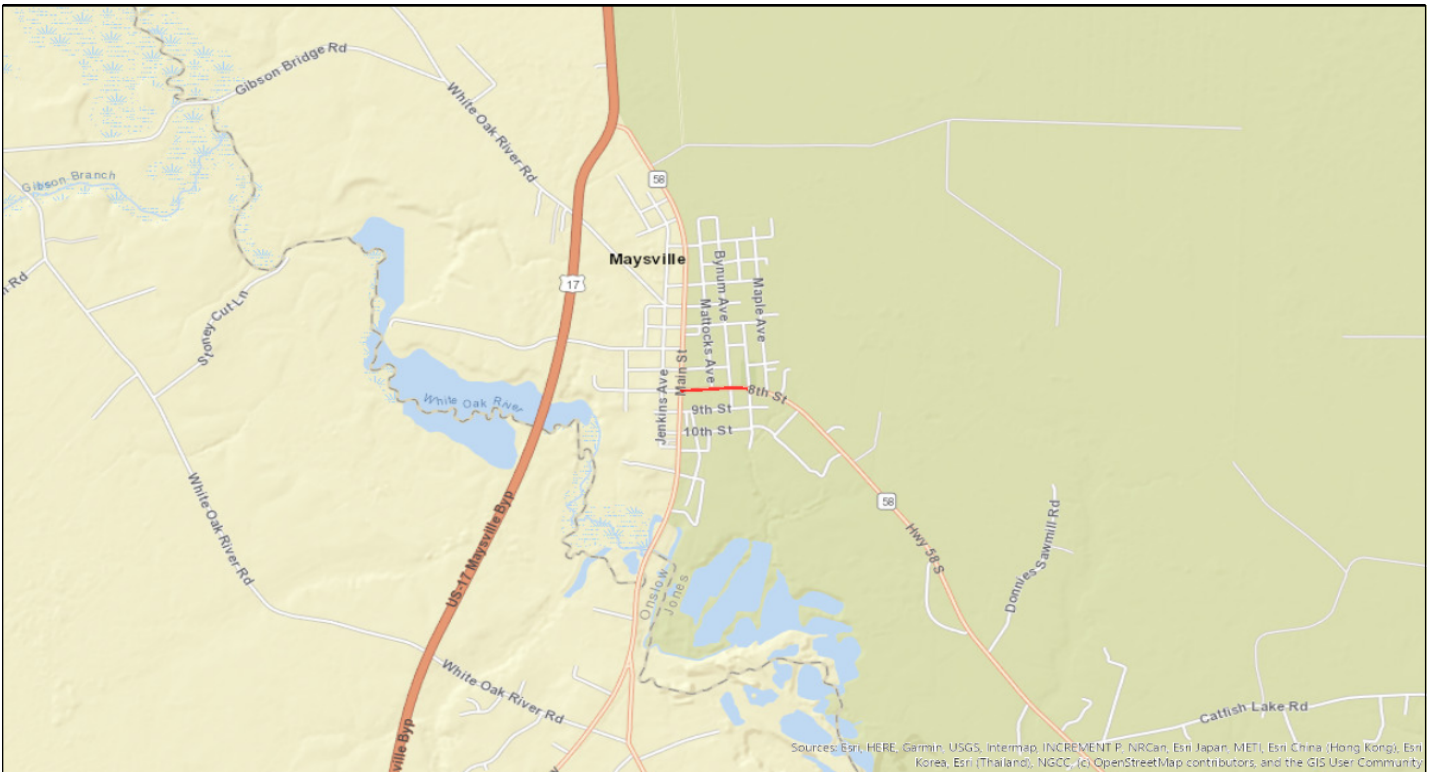 Gibson Bridge Rd
White Oak River Rd
58
Gibson Branch
Maysville
Bynum Ave
17
Maple Ave
n Rd
Stoney Cut Ln
Mattocks Ave
Main St
Jenkins Ave
8th St
White Oak River
9th St
10th St
White Oak River Rd
58
US-17 Maysville Byp
Hwy 58 S
Donnies Sawmill Rd
Onslow
Jones
White Oak River Rd
Catfish Lake Rd
ville Byp
Sources: Esri, HERE, Garmin, USGS, Intermap, INCREMENT P, NRCan, Esri Japan, METI, Esri China (Hong Kong), Esri
Korea, Esri (Thailand), NGCC, (c) OpenStreetMap contributors, and the GIS User Community